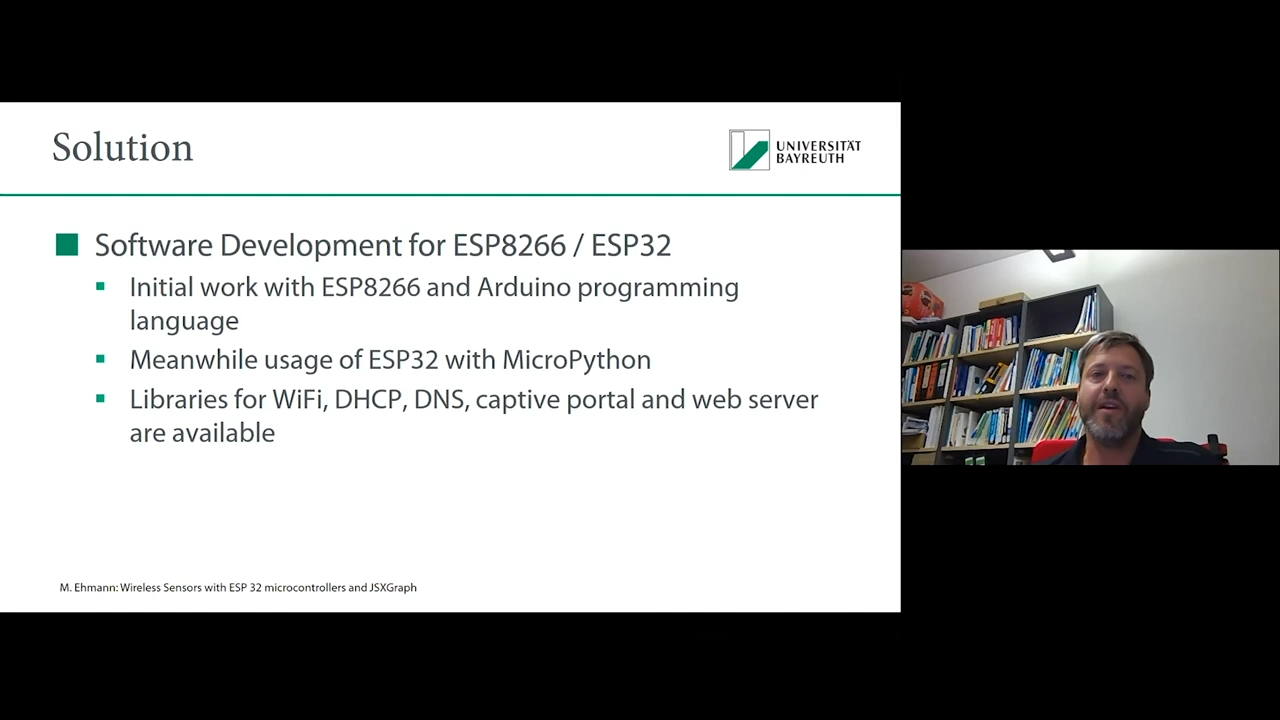 Solution
UNIVERSITÄT
BAYREUTH
Software Development for ESP8266 / ESP32
Initial work with ESP8266 and Arduino programming
language
Meanwhile usage of ESP32 with MicroPython
Libraries for WiFi, DHCP, DNS, captive portal and web server
are available
M. Ehmann: Wireless Sensors with ESP 32 microcontrollers and JSXGraph